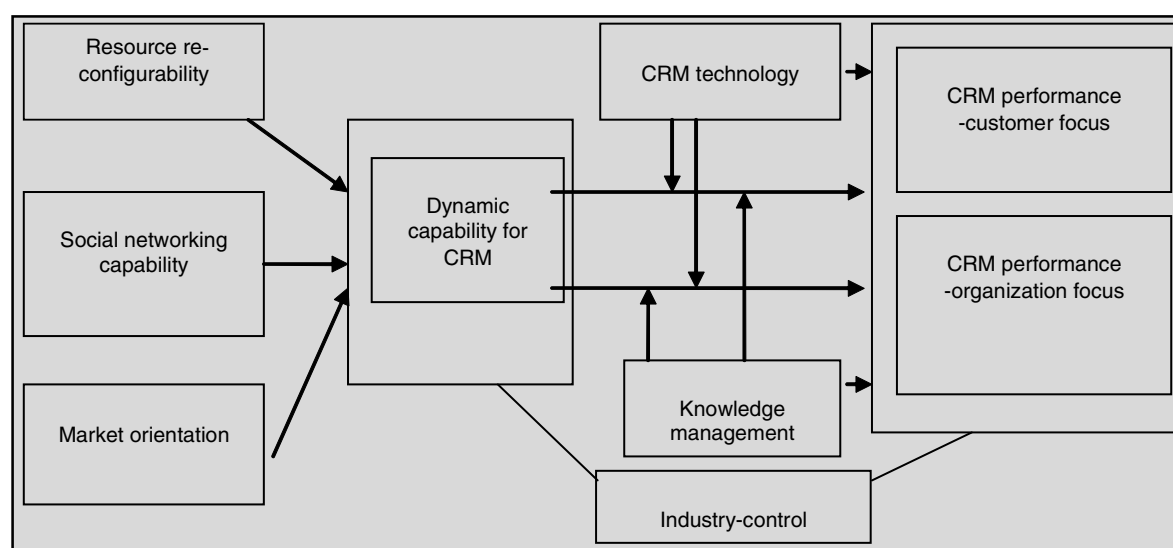 Resource re-
configurability
Social networking
capability
Market orientation
Dynamic
capability for
CRM
CRM technology
Knowledge
management
Industry-control
CRM performance
-customer focus
CRM performance
-organization focus